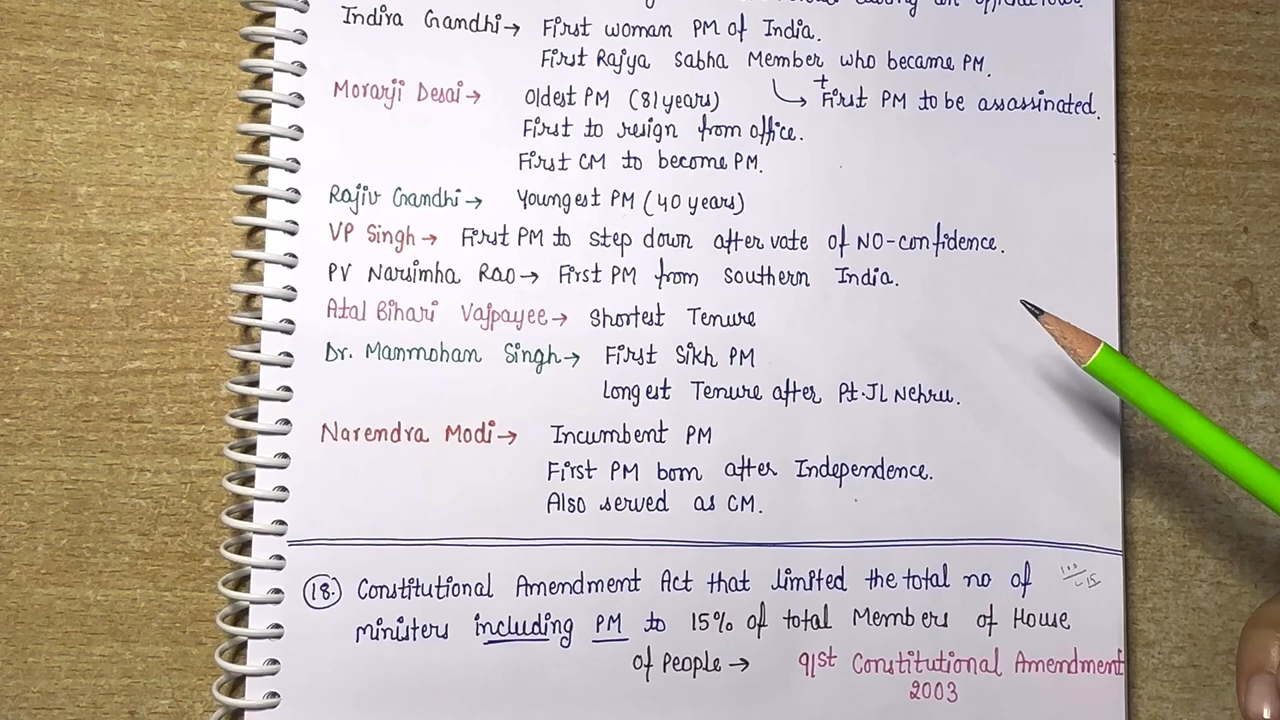 Indira Gandhi→ First woman PM of India.
First Rajya Sabha Member who became PM.
+
Morarji Desai→ Oldest PM (81years) First PM to be assassinated.
First to resign from office.
First CM to become PM.
Rajiv Gandhi→ Youngest PM (40 years)
VP Singh→ First PM to step down after vate of NO-confidence.
PV Narsimha Rao→ First PM from Southern India.
Atal Bihari Vajpayee→ Shortest Tenure
Dr. Manmohan Singh→ First Sikh PM
Longest Tenure after Pt.JL Nehru.
Narendra Modi→ Incumbent PM
First PM born after Independence.
Also served as CM.
18. Constitutional Amendment Act that limited the total no of
ministers including PM to 15% of total Members of House
of People→ 91st Constitutional Amendment
2003